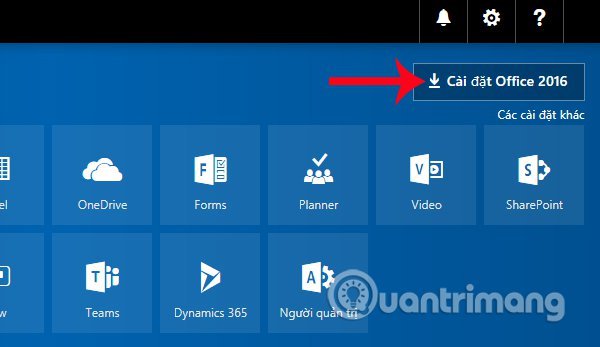 Cài đặt Office 2016
Các cài đặt khác
el
OneDrive
Forms
Planner
Video
SharePoint
w
Teams
Dynamics 365
Người quản trị
Quantrimang